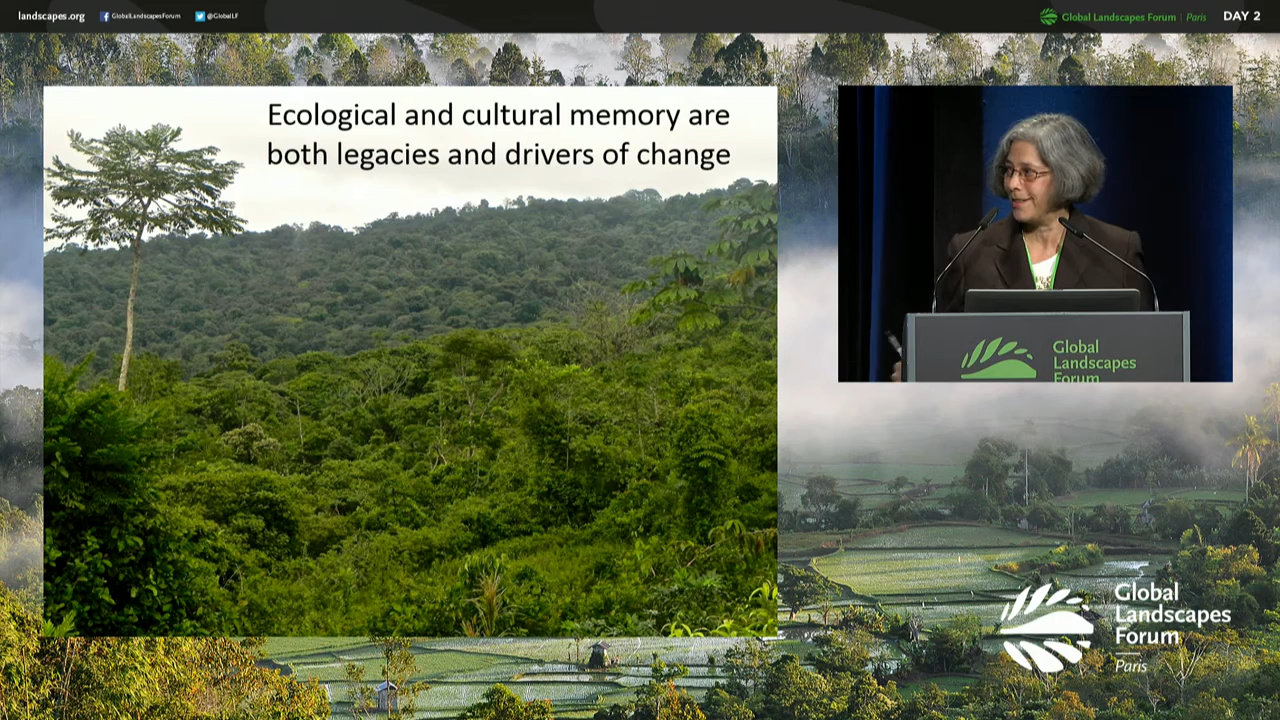 landscapes.org
GlobalLandscapesForum
@GlobalLF
Global Landscapes Forum | Paris
DAY 2
Ecological and cultural memory are
both legacies and drivers of change
Global
Landscapes
Forum
Global
Landscapes
Forum
Paris